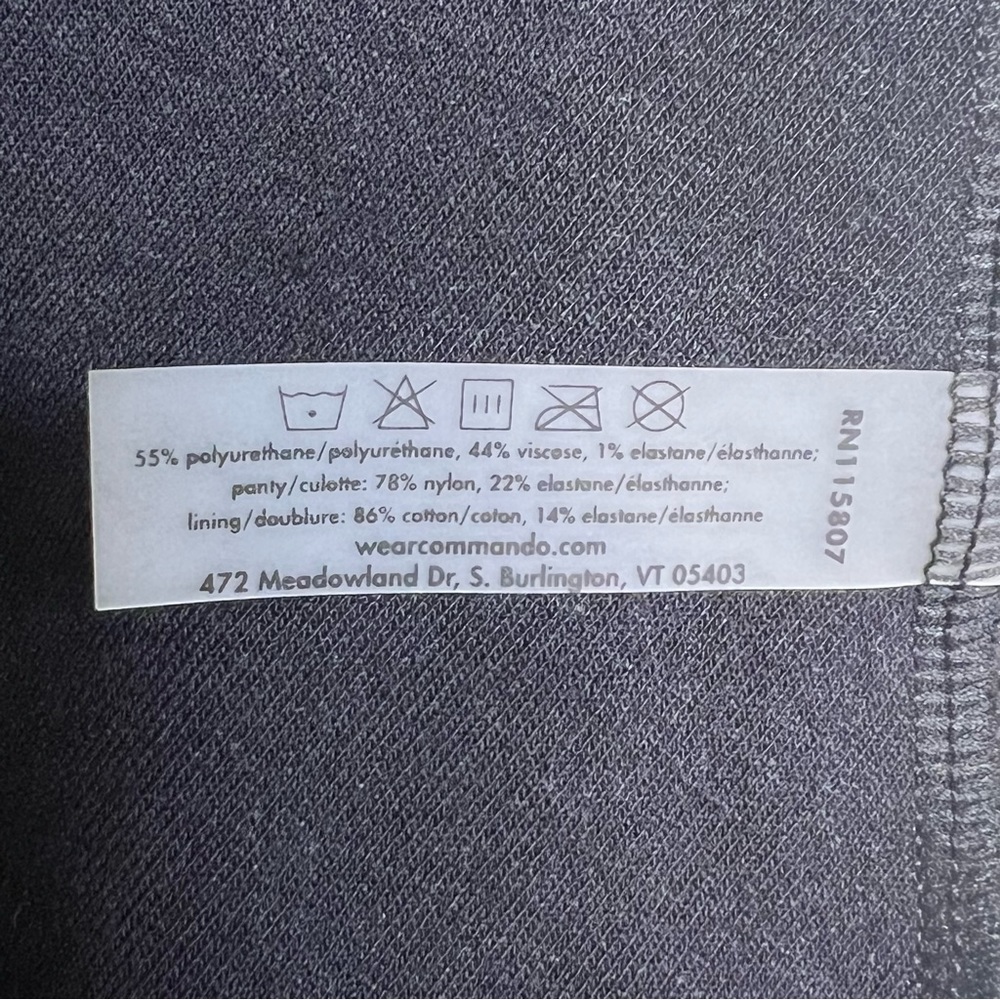 55% polyurethane/polyuréthane, 44% viscose, 1% elastane/élasthanne;
panty/culotte: 78% nylon, 22% elastane/élasthanne;
lining/doublure: 86% cotton/coton, 14% elastane/élasthanne
wearcommando.com
472 Meadowland Dr, S. Burlington, VT 05403
RN115807